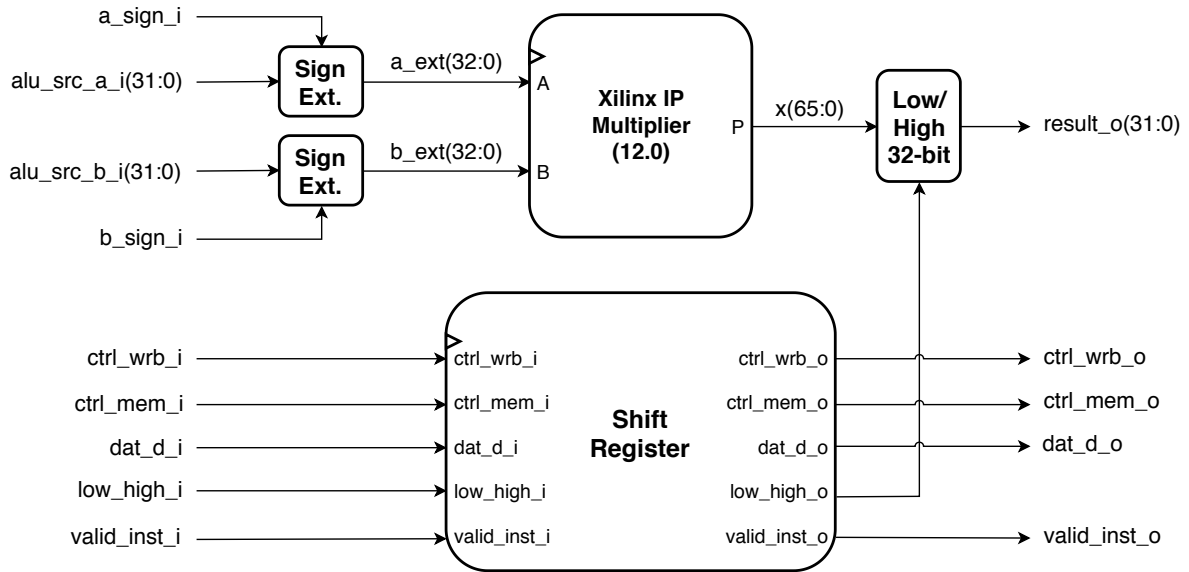 a_sign_i
alu_src_a_i(31:0)
Sign
Ext.
a_ext(32:0)
A
alu_src_b_i(31:0)
Sign
Ext.
b_ext(32:0)
B
b_sign_i
Xilinx IP
Multiplier
(12.0)
P
x(65:0)
Low/
High
32-bit
result_o(31:0)
ctrl_wrb_i
ctrl_mem_i
dat_d_i
low_high_i
valid_inst_i
ctrl_wrb_i
ctrl_mem_i
dat_d_i
low_high_i
valid_inst_i
Shift
Register
ctrl_wrb_o
ctrl_mem_o
dat_d_o
low_high_o
valid_inst_o
ctrl_wrb_o
ctrl_mem_o
dat_d_o
valid_inst_o